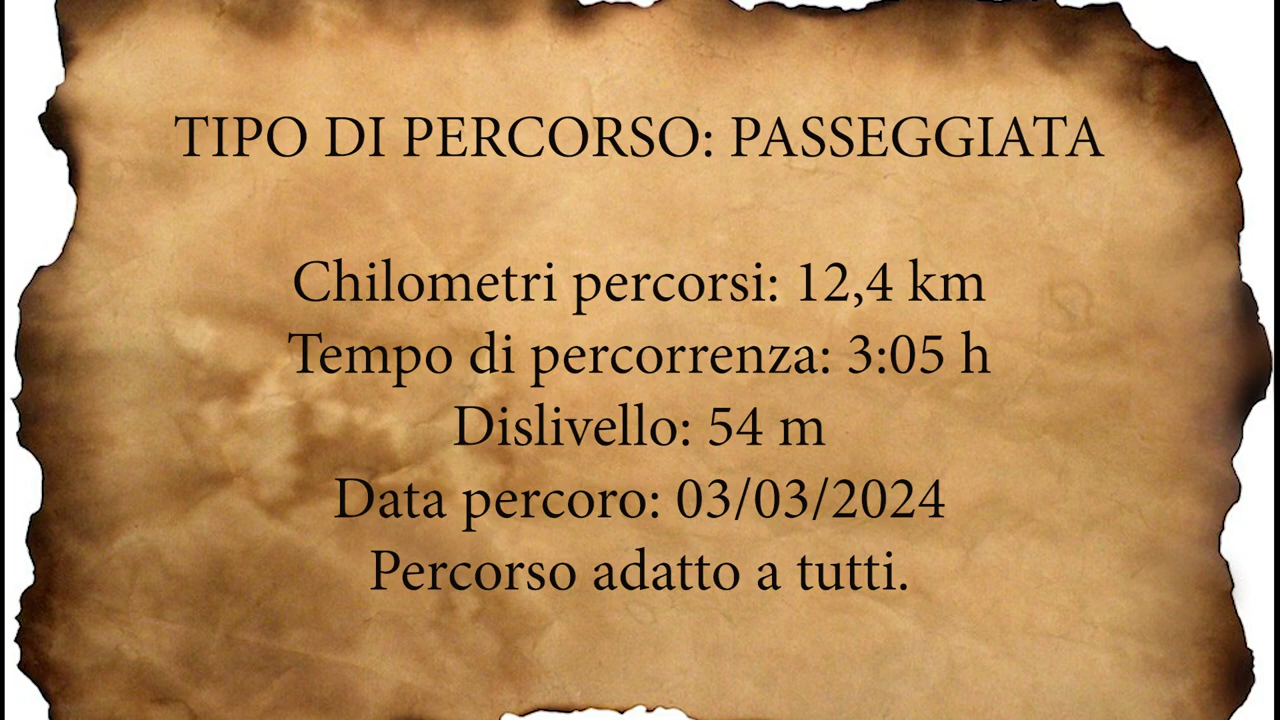 TIPO DI PERCORSO: PASSEGGIATA
Chilometri percorsi: 12,4 km
Tempo di percorrenza: 3:05 h
Dislivello: 54 m
Data percoro: 03/03/2024
Percorso adatto a tutti.